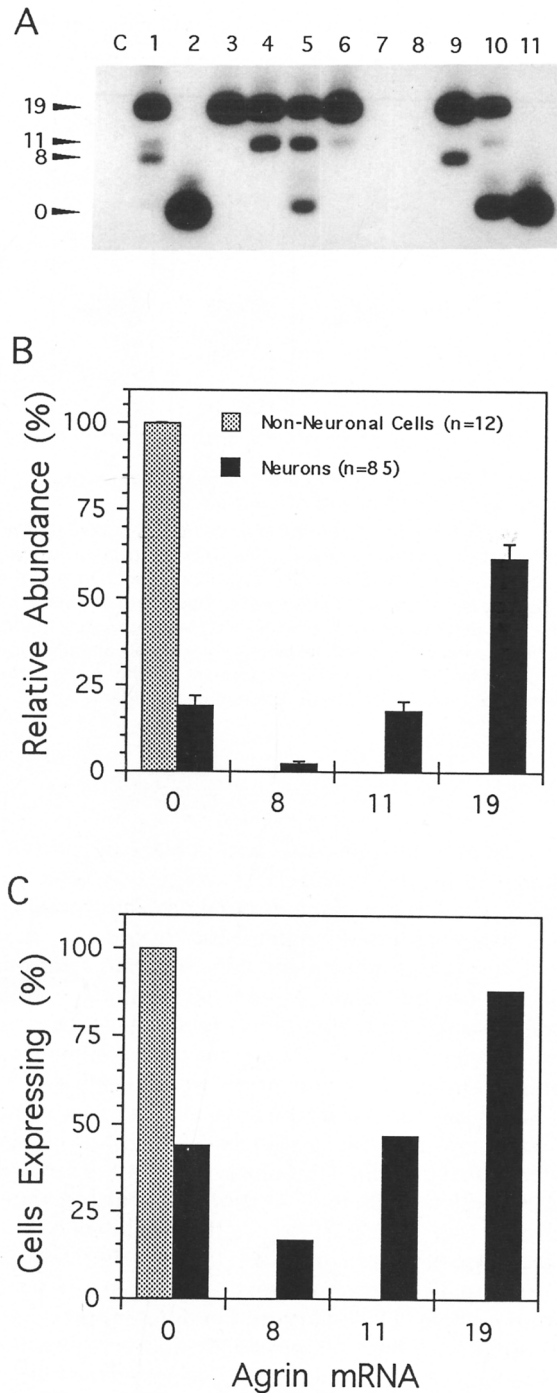 A
C 1 2 3 4 5 6 7 8 9 10 11
19
11
8
0
B
Relative Abundance (%)
100
75
50
25
0
Non-Neuronal Cells (n=12)
Neurons (n=85)
0 8 11 19
C
Cells Expressing (%)
100
75
50
25
0
0 8 11 19
Agrin mRNA